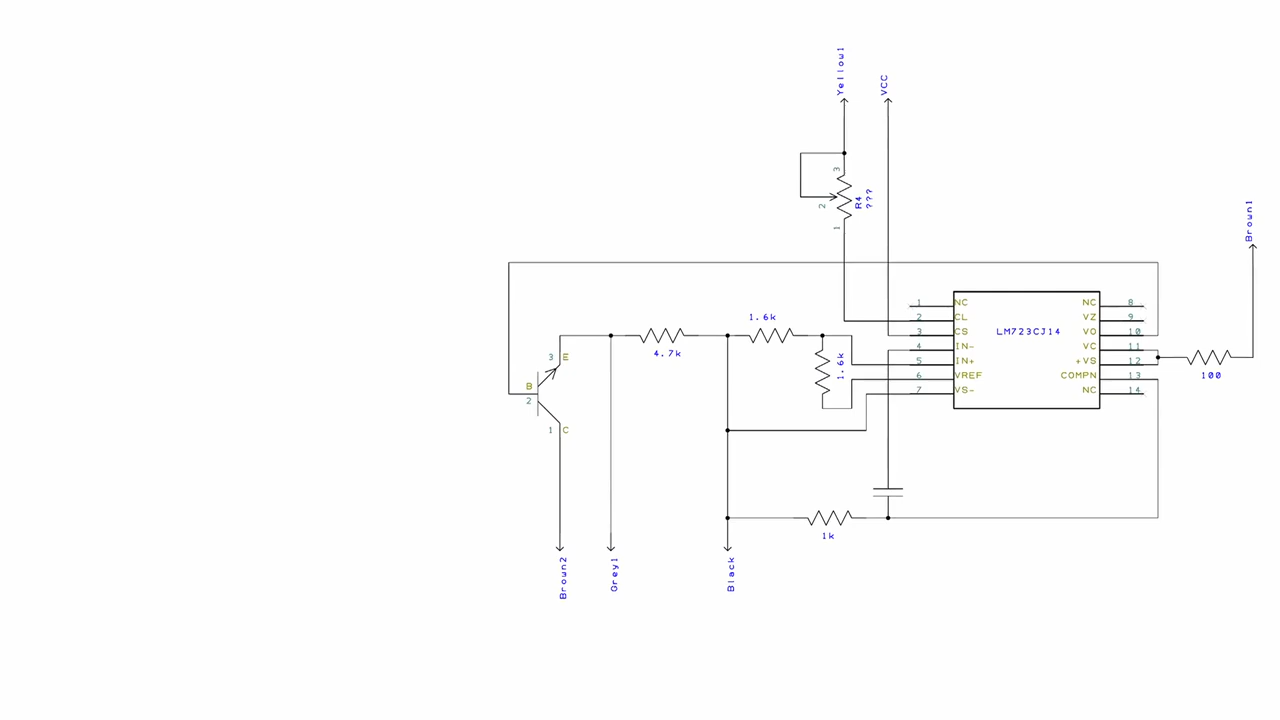 Yellow1
VCC
Brown1
3
2
R4
???
1
1 NC
2 CL
3 CS
4 IN-
5 IN+
6 VREF
7 VS-
LM723CJ14
NC 8
VZ 9
VO 10
VC 11
+VS 12
COMPN 13
NC 14
1.6k
4.7k
1.6k
100
3 E
B
2
1 C
1k
Brown2
Grey1
Black